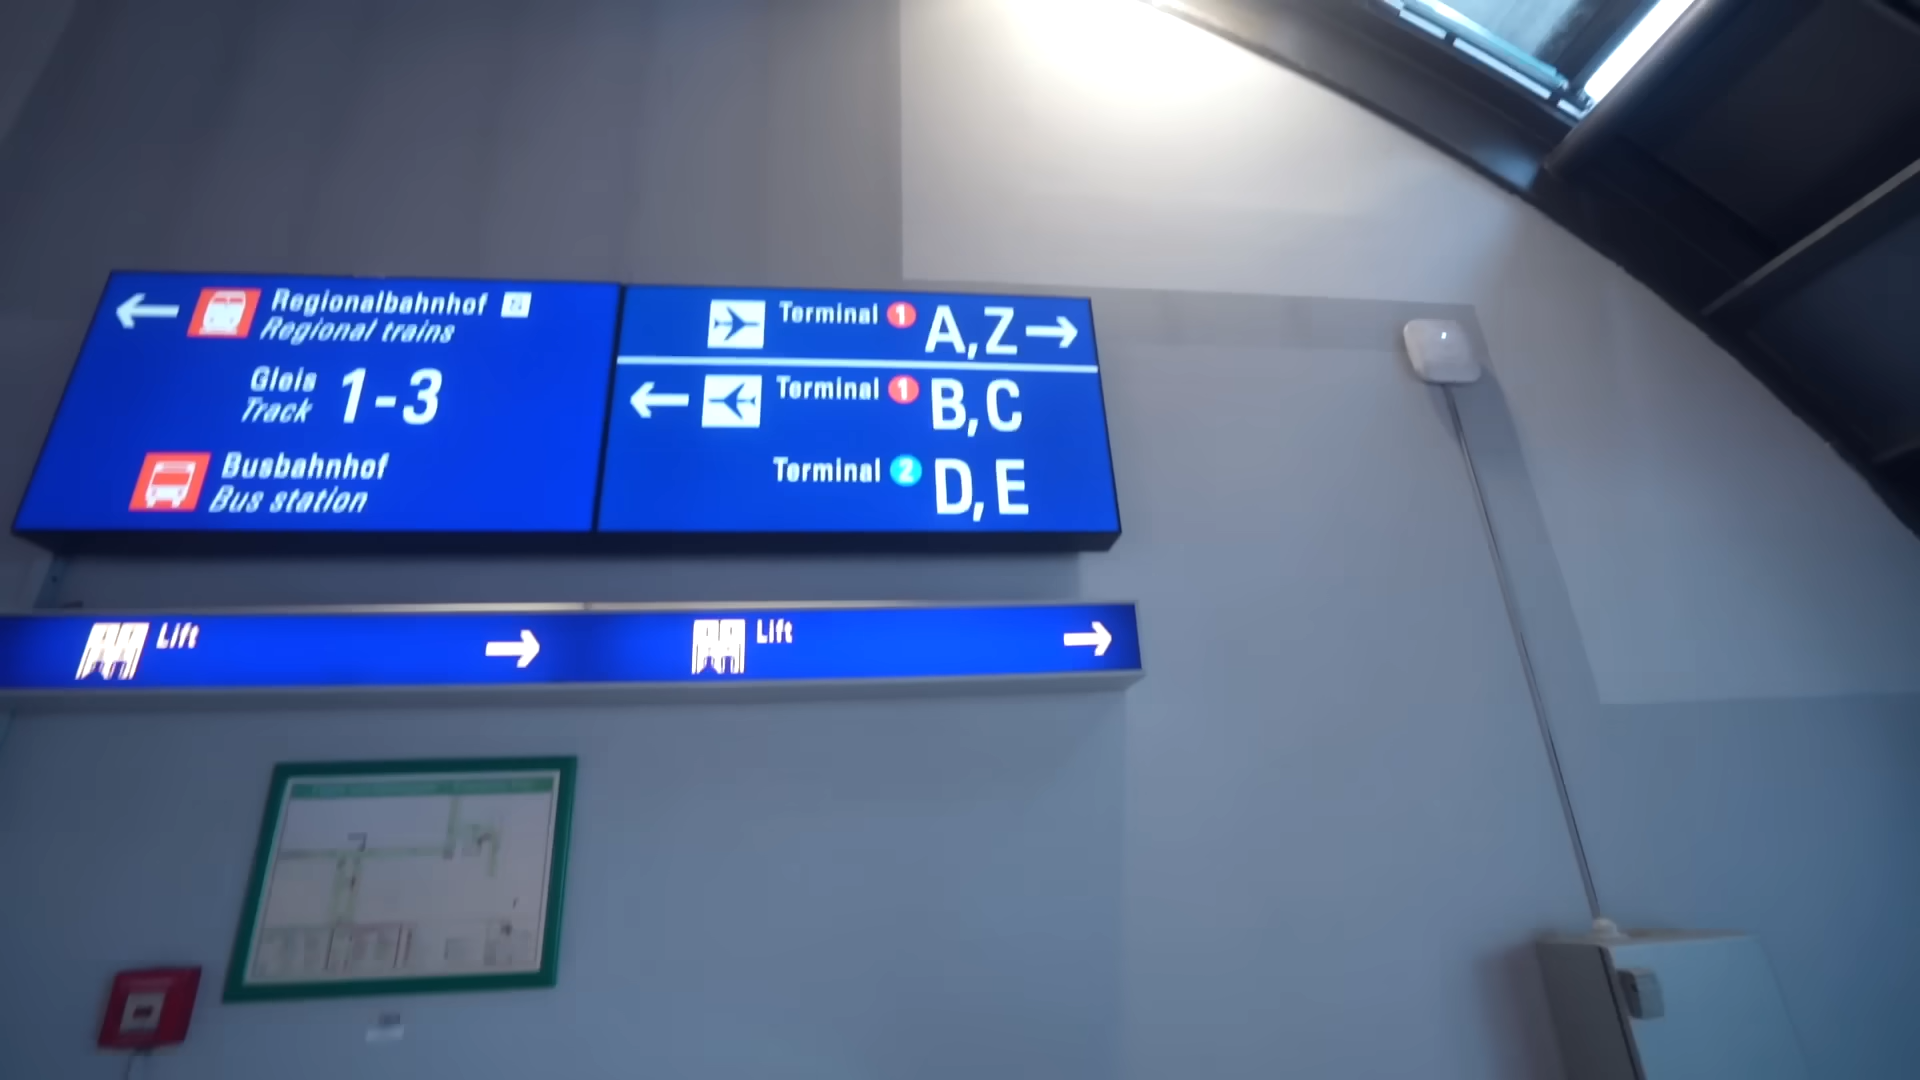 Regionalbahnhof
Regional trains
Gleis
Track 1-3
Busbahnhof
Bus station
Terminal 1 A,Z
Terminal 1 B,C
Terminal 2 D,E
Lift
Lift